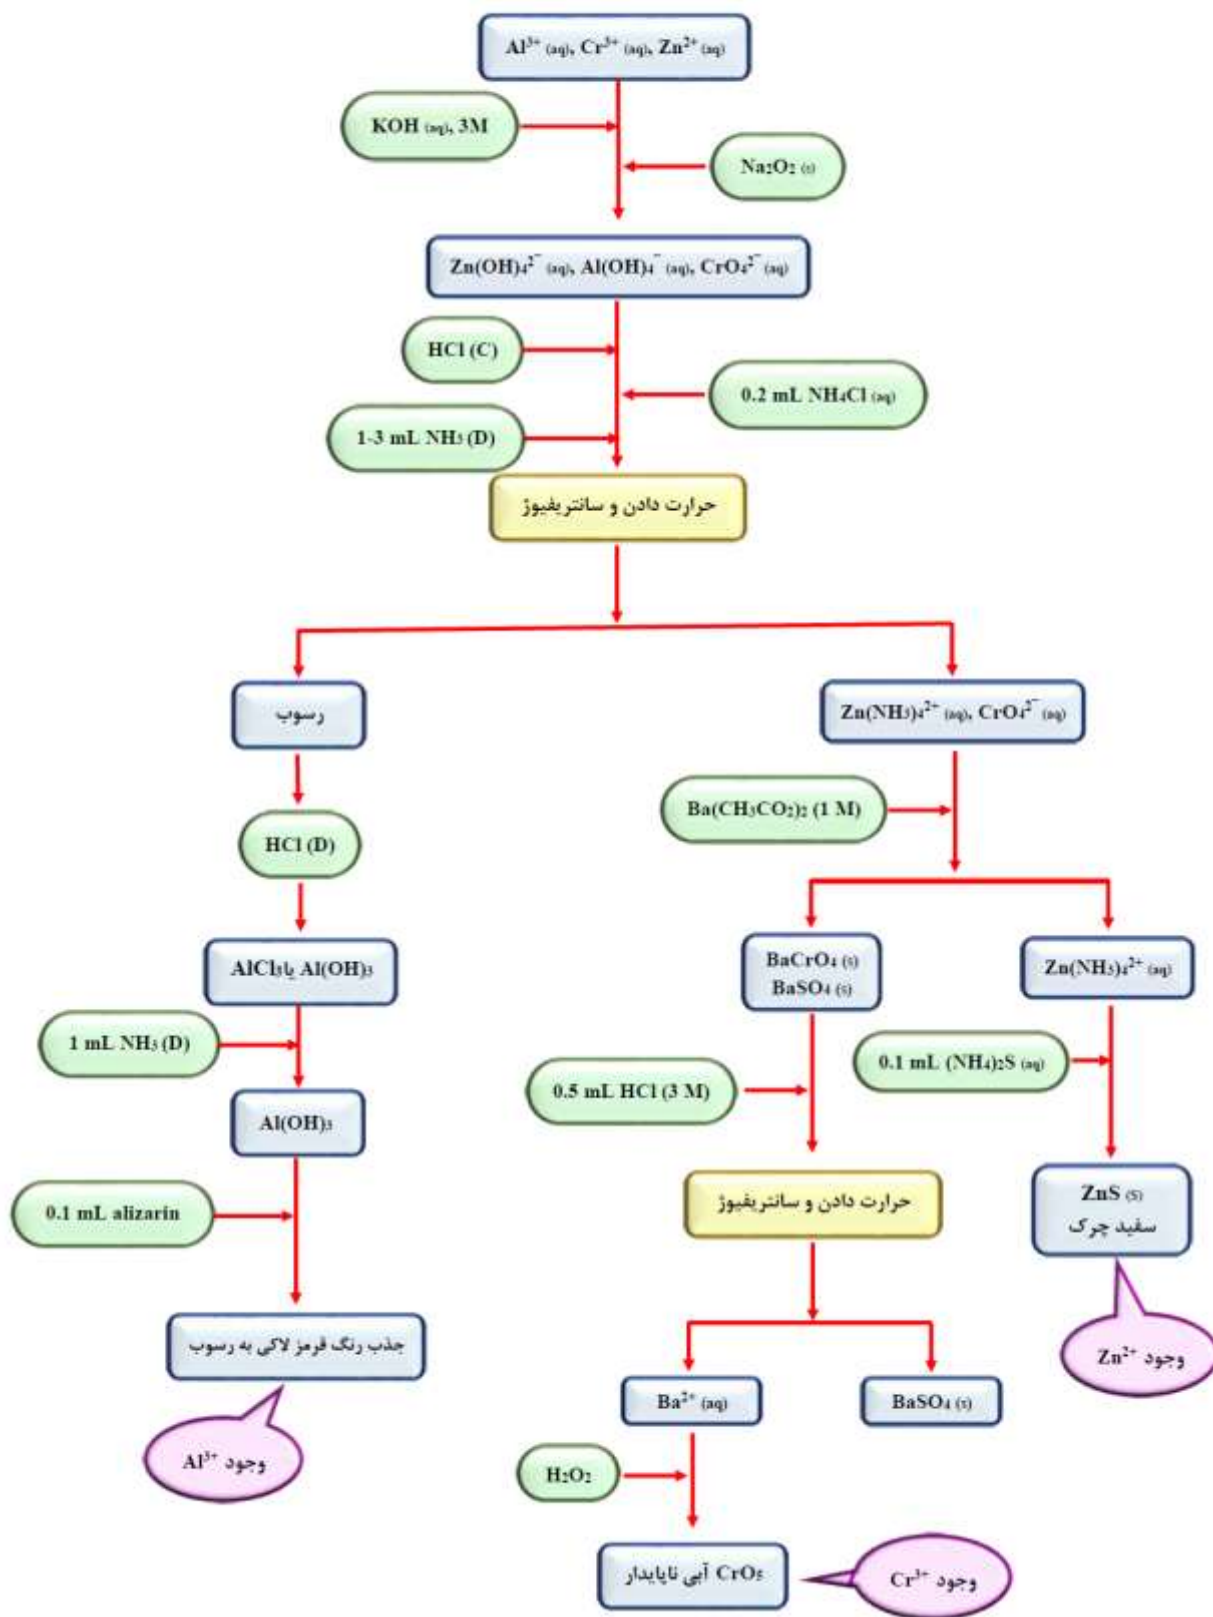 Al³⁺ (aq), Cr³⁺ (aq), Zn²⁺ (aq)
KOH (aq), 3M
Na₂O₂ (s)
Zn(OH)₄²⁻ (aq), Al(OH)₄⁻ (aq), CrO₄²⁻ (aq)
HCl (C)
0.2 mL NH₄Cl (aq)
1-3 mL NH₃ (D)
حرارت دادن و سانتریفیوژ
رسوب
Zn(NH₃)₄²⁺ (aq), CrO₄²⁻ (aq)
Ba(CH₃CO₂)₂ (1 M)
HCl (D)
AlCl₃ یا Al(OH)₃
BaCrO₄ (s)
BaSO₄ (s)
Zn(NH₃)₄²⁺ (aq)
1 mL NH₃ (D)
0.1 mL (NH₄)₂S (aq)
0.5 mL HCl (3 M)
Al(OH)₃
0.1 mL alizarin
حرارت دادن و سانتریفیوژ
ZnS (S)
سفید چرک
جذب رنگ قرمز لاکی به رسوب
وجود Zn²⁺
Ba²⁺ (aq)
BaSO₄ (s)
وجود Al³⁺
H₂O₂
CrO₅ آبی ناپایدار
وجود Cr³⁺